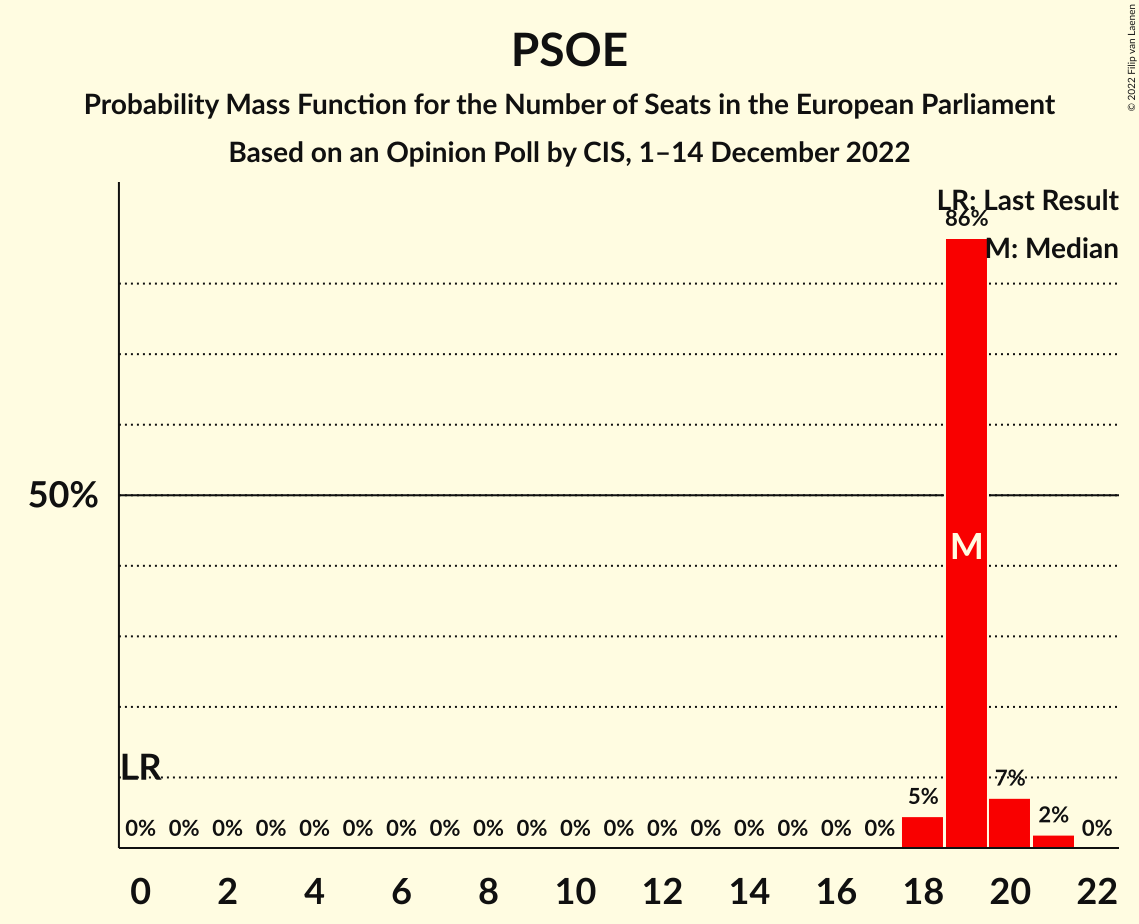 PSOE
Probability Mass Function for the Number of Seats in the European Parliament
Based on an Opinion Poll by CIS, 1–14 December 2022
© 2022 Filip van Laenen
LR: Last Result
M: Median
86%
50%
M
LR
0% 0% 0% 0% 0% 0% 0% 0% 0% 0% 0% 0% 0% 0% 0% 0% 0% 0% 5% 7% 2% 0%
0 2 4 6 8 10 12 14 16 18 20 22